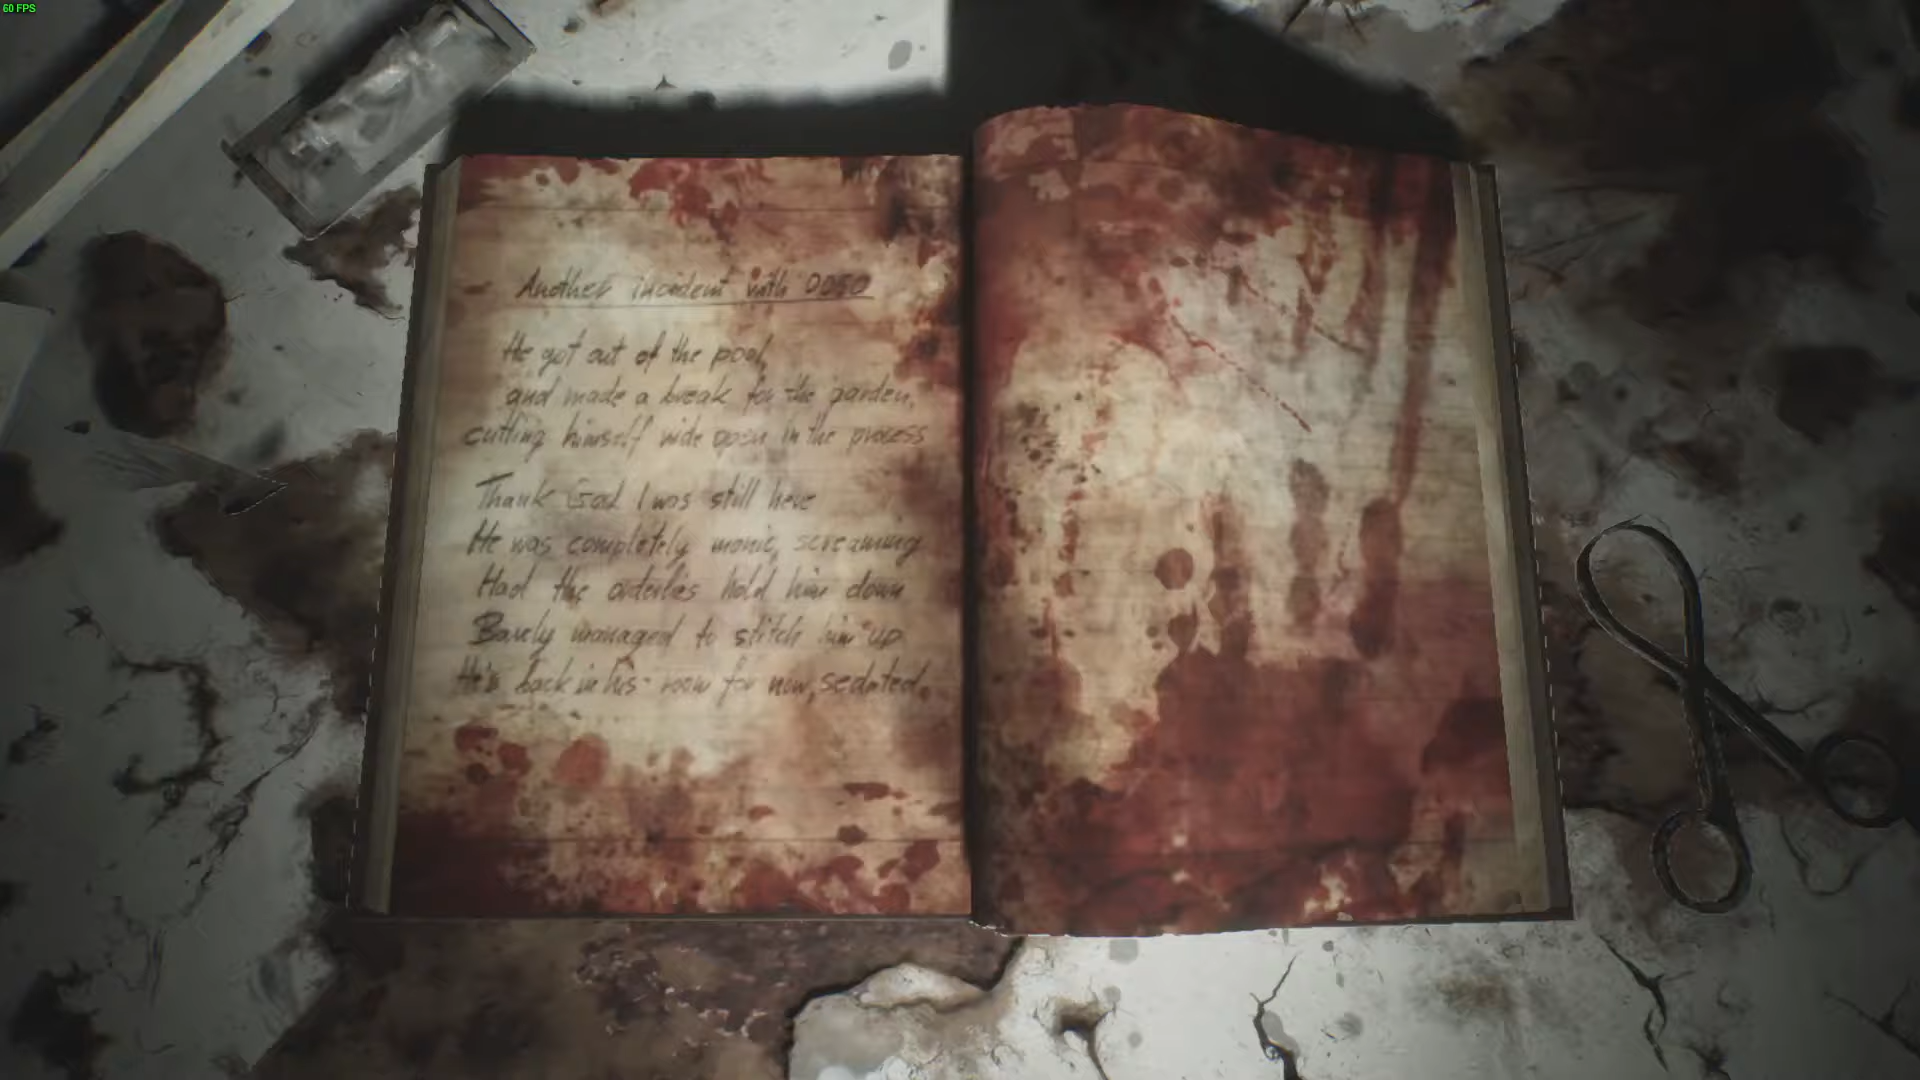 60 FPS
Another incident with 0050
He got out of the pool,
and made a break for the garden,
cutting himself wide open in the process
Thank God I was still here
He was completely manic, screaming
Had the orderlies hold him down
Barely managed to stitch him up
He's back in his room for now, sedated.